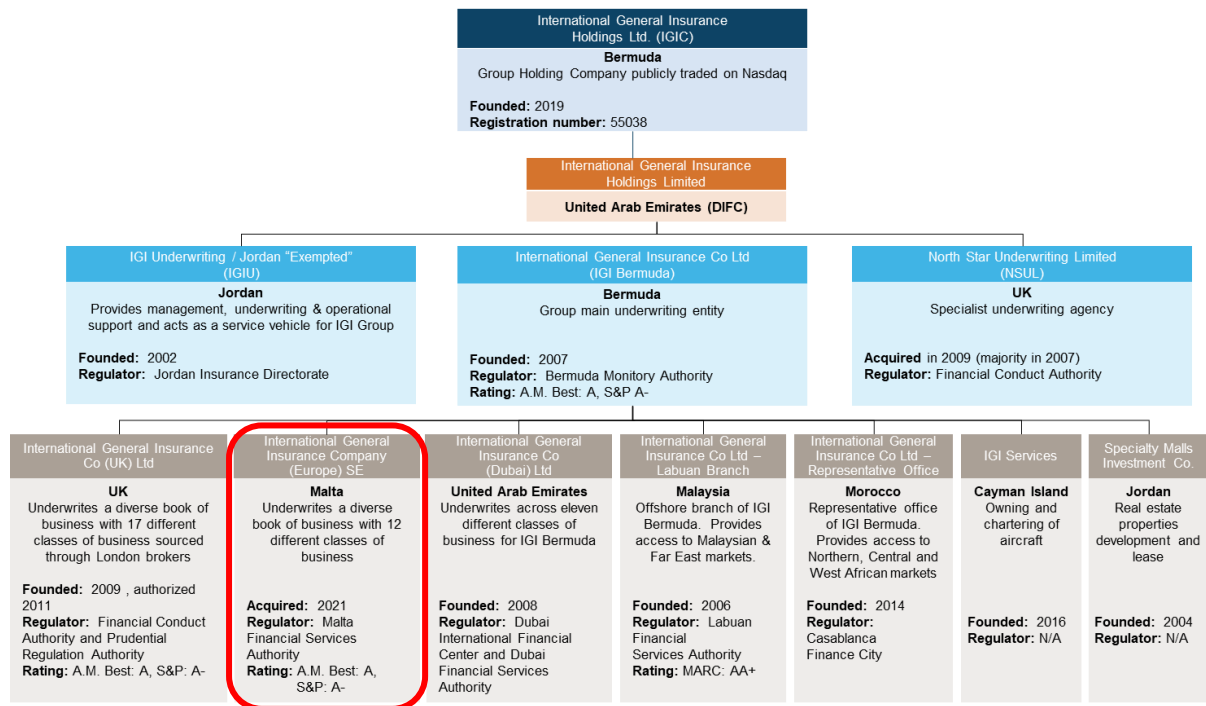 International General Insurance
Holdings Ltd. (IGIC)
Bermuda
Group Holding Company publicly traded on Nasdaq
Founded: 2019
Registration number: 55038
International General Insurance
Holdings Limited
United Arab Emirates (DIFC)
IGI Underwriting / Jordan “Exempted”
(IGIU)
Jordan
Provides management, underwriting & operational
support and acts as a service vehicle for IGI Group
Founded: 2002
Regulator: Jordan Insurance Directorate
International General Insurance Co Ltd
(IGI Bermuda)
Bermuda
Group main underwriting entity
Founded: 2007
Regulator: Bermuda Monitory Authority
Rating: A.M. Best: A, S&P A-
North Star Underwriting Limited
(NSUL)
UK
Specialist underwriting agency
Acquired in 2009 (majority in 2007)
Regulator: Financial Conduct Authority
International General Insurance
Co (UK) Ltd
UK
Underwrites a diverse book of
business with 17 different
classes of business sourced
through London brokers
Founded: 2009 , authorized
2011
Regulator: Financial Conduct
Authority and Prudential
Regulation Authority
Rating: A.M. Best: A, S&P: A-
International General
Insurance Company
(Europe) SE
Malta
Underwrites a diverse
book of business with 12
different classes of
business
Acquired: 2021
Regulator: Malta
Financial Services
Authority
Rating: A.M. Best: A,
S&P: A-
International General
Insurance Co
(Dubai) Ltd
United Arab Emirates
Underwrites across eleven
different classes of
business for IGI Bermuda
Founded: 2008
Regulator: Dubai
International Financial
Center and Dubai
Financial Services
Authority
International General
Insurance Co Ltd –
Labuan Branch
Malaysia
Offshore branch of IGI
Bermuda. Provides
access to Malaysian &
Far East markets.
Founded: 2006
Regulator: Labuan
Financial
Services Authority
Rating: MARC: AA+
International General
Insurance Co Ltd –
Representative Office
Morocco
Representative office
of IGI Bermuda.
Provides access to
Northern, Central and
West African markets
Founded: 2014
Regulator:
Casablanca
Finance City
IGI Services
Cayman Island
Owning and
chartering of
aircraft
Founded: 2016
Regulator: N/A
Specialty Malls
Investment Co.
Jordan
Real estate
properties
development and
lease
Founded: 2004
Regulator: N/A